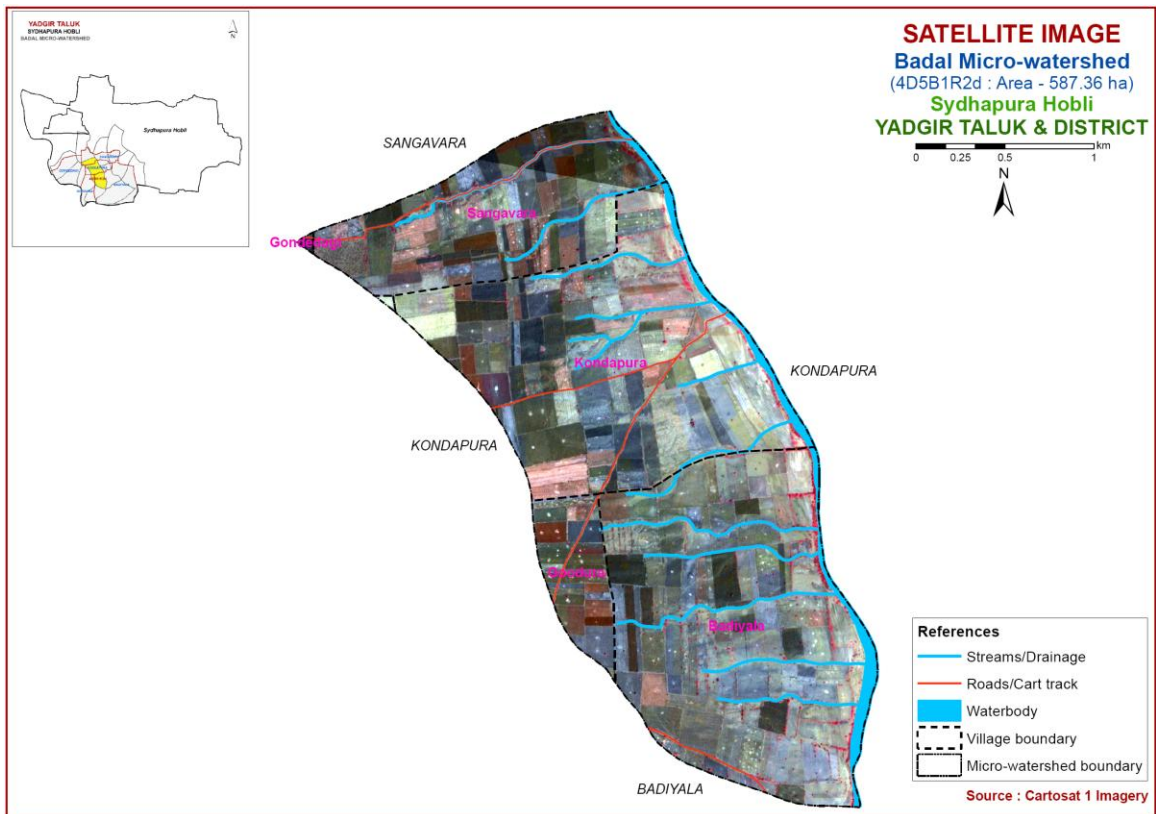 YADGIR TALUK
SYDHAPURA HOBLI
BADAL MICRO-WATERSHED
N
Sydhapura Hobli
SATELLITE IMAGE
Badal Micro-watershed
(4D5B1R2d : Area - 587.36 ha)
Sydhapura Hobli
YADGIR TALUK & DISTRICT
km
0 0.25 0.5 1
N
SANGAVARA
Sangavara
Kondapura
KONDAPURA
KONDAPURA
Badiyala
BADIYALA
References
Streams/Drainage
Roads/Cart track
Waterbody
Village boundary
Micro-watershed boundary
Source : Cartosat 1 Imagery